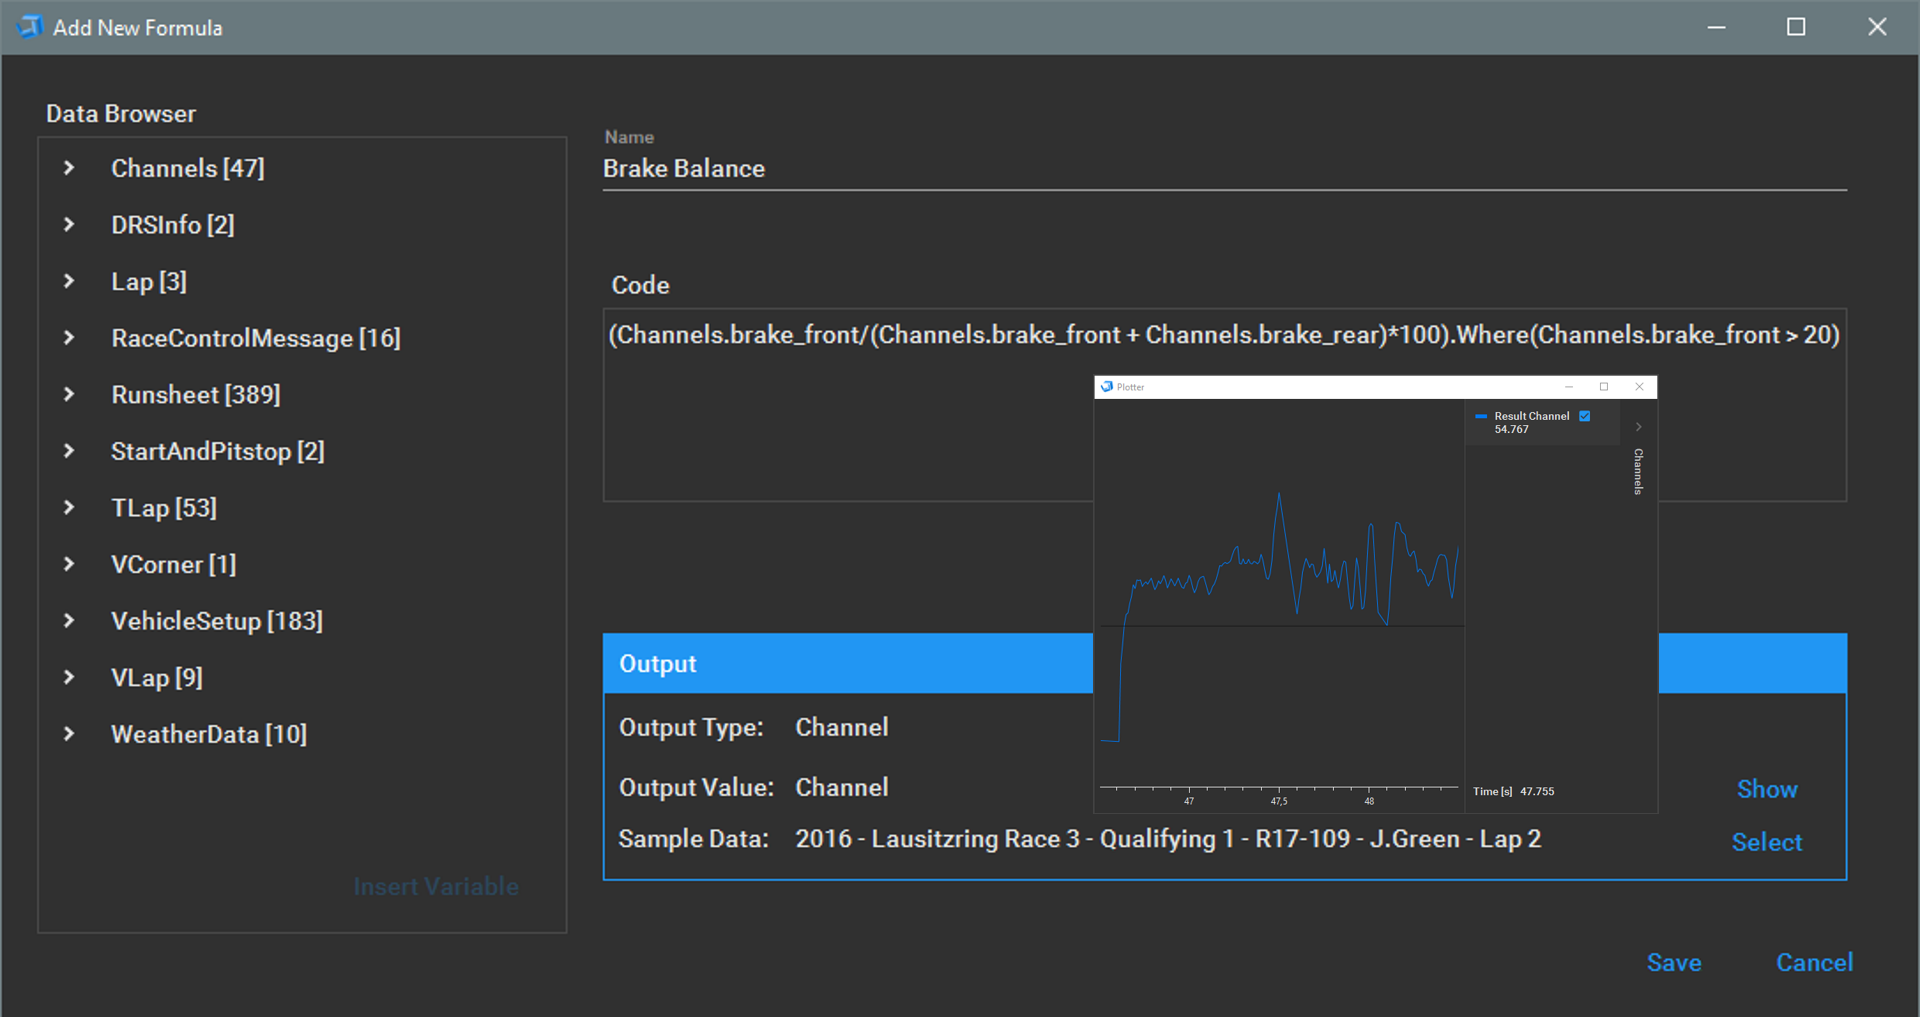 Add New Formula
Data Browser
Channels [47]
DRSInfo [2]
Lap [3]
RaceControlMessage [16]
Runsheet [389]
StartAndPitstop [2]
TLap [53]
VCorner [1]
VehicleSetup [183]
VLap [9]
WeatherData [10]
Insert Variable
Name
Brake Balance
Code
(Channels.brake_front/(Channels.brake_front + Channels.brake_rear)*100).Where(Channels.brake_front > 20)
Plotter
Result Channel
54.767
Channels
47 47,5 48
Time [s] 47.755
Output
Output Type: Channel
Output Value: Channel
Show
Sample Data: 2016 - Lausitzring Race 3 - Qualifying 1 - R17-109 - J.Green - Lap 2
Select
Save Cancel